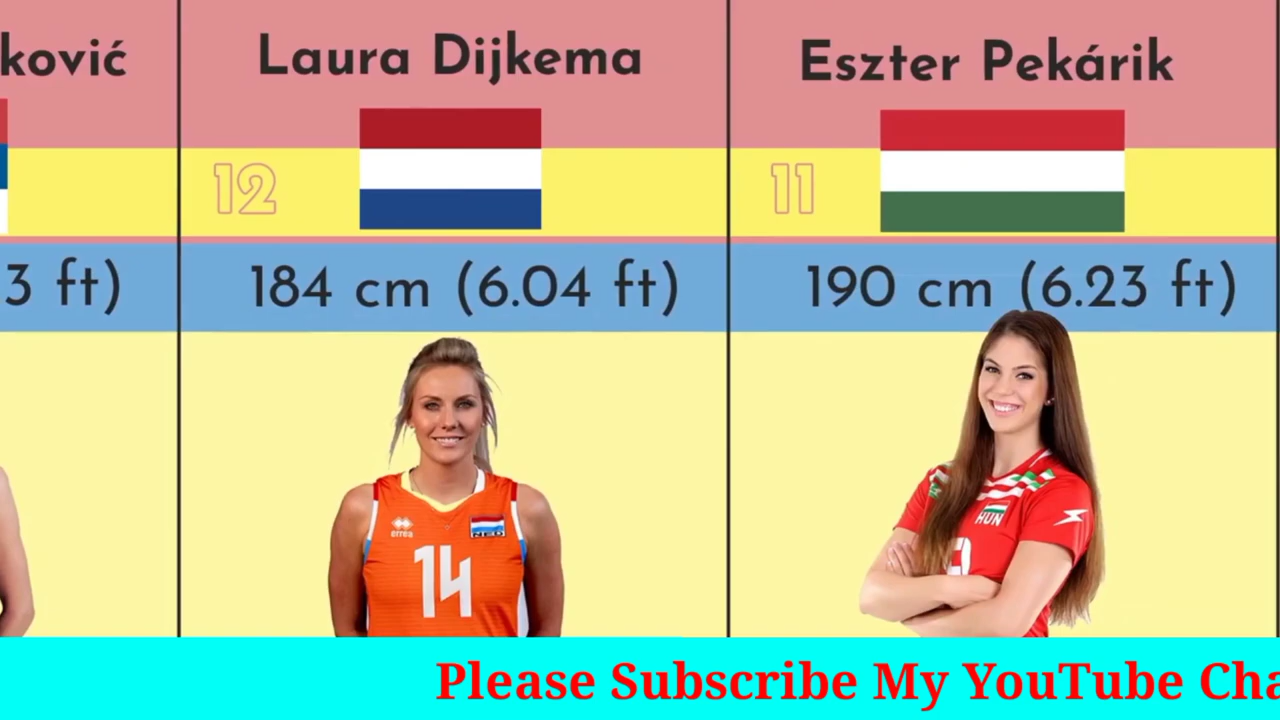 ković
Laura Dijkema
Eszter Pekárik
12
11
3 ft)
184 cm (6.04 ft)
190 cm (6.23 ft)
errea
NED
14
HUN
Please Subscribe My YouTube Cha